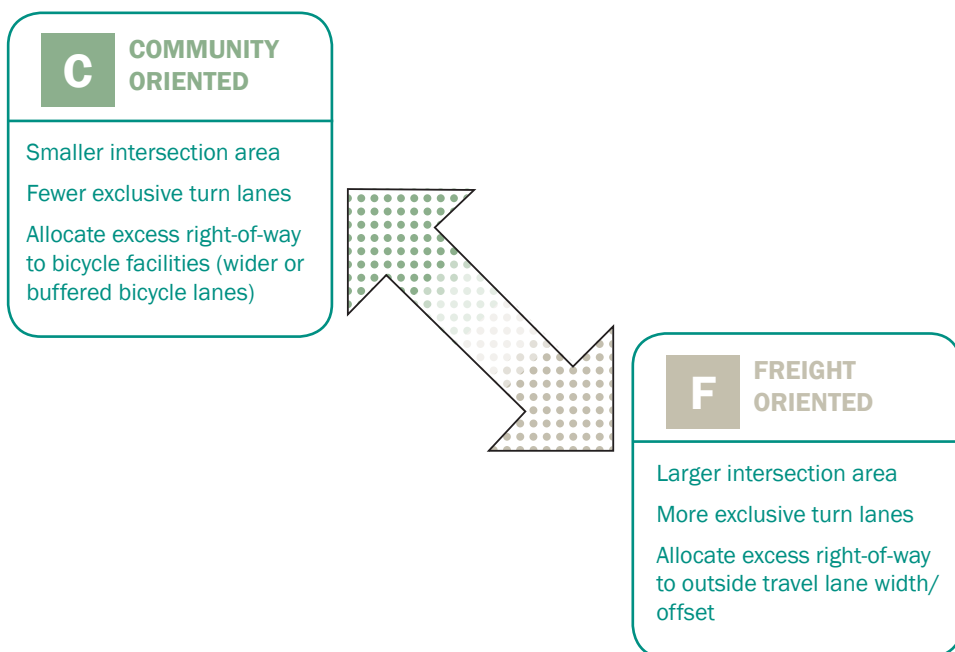 C
COMMUNITY
ORIENTED
Smaller intersection area
Fewer exclusive turn lanes
Allocate excess right-of-way
to bicycle facilities (wider or
buffered bicycle lanes)
F
FREIGHT
ORIENTED
Larger intersection area
More exclusive turn lanes
Allocate excess right-of-way
to outside travel lane width/
offset